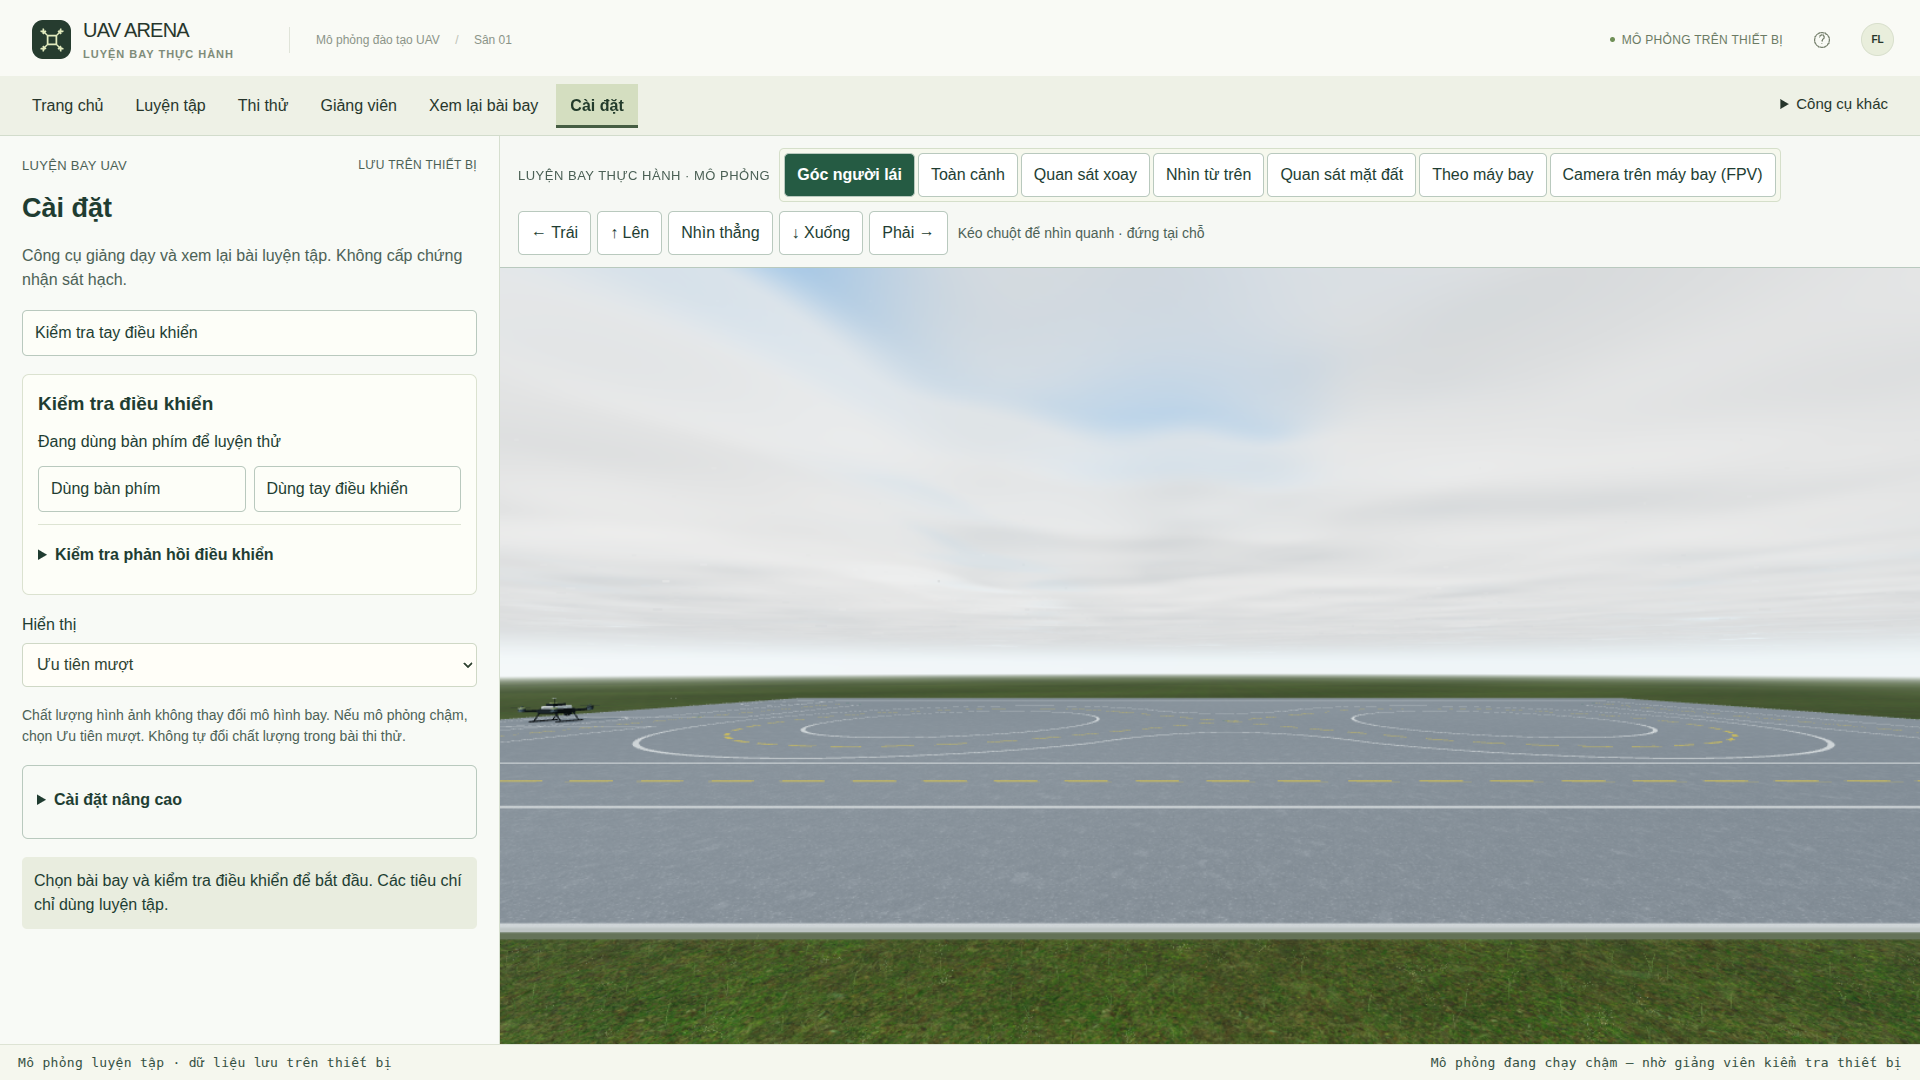 UAV ARENA
LUYỆN BAY THỰC HÀNH
Mô phỏng đào tạo UAV / Sân 01
MÔ PHỎNG TRÊN THIẾT BỊ
FL
Trang chủ
Luyện tập
Thi thử
Giảng viên
Xem lại bài bay
Cài đặt
Công cụ khác
LUYỆN BAY UAV
LƯU TRÊN THIẾT BỊ
Cài đặt
Công cụ giảng dạy và xem lại bài luyện tập. Không cấp chứng
nhận sát hạch.
Kiểm tra tay điều khiển
Kiểm tra điều khiển
Đang dùng bàn phím để luyện thử
Dùng bàn phím
Dùng tay điều khiển
Kiểm tra phản hồi điều khiển
Hiển thị
Ưu tiên mượt
Chất lượng hình ảnh không thay đổi mô hình bay. Nếu mô phỏng chậm,
chọn Ưu tiên mượt. Không tự đổi chất lượng trong bài thi thử.
Cài đặt nâng cao
Chọn bài bay và kiểm tra điều khiển để bắt đầu. Các tiêu chí
chỉ dùng luyện tập.
LUYỆN BAY THỰC HÀNH · MÔ PHỎNG
Góc người lái
Toàn cảnh
Quan sát xoay
Nhìn từ trên
Quan sát mặt đất
Theo máy bay
Camera trên máy bay (FPV)
← Trái
↑ Lên
Nhìn thẳng
↓ Xuống
Phải →
Kéo chuột để nhìn quanh · đứng tại chỗ
Mô phỏng luyện tập · dữ liệu lưu trên thiết bị
Mô phỏng đang chạy chậm — nhờ giảng viên kiểm tra thiết bị